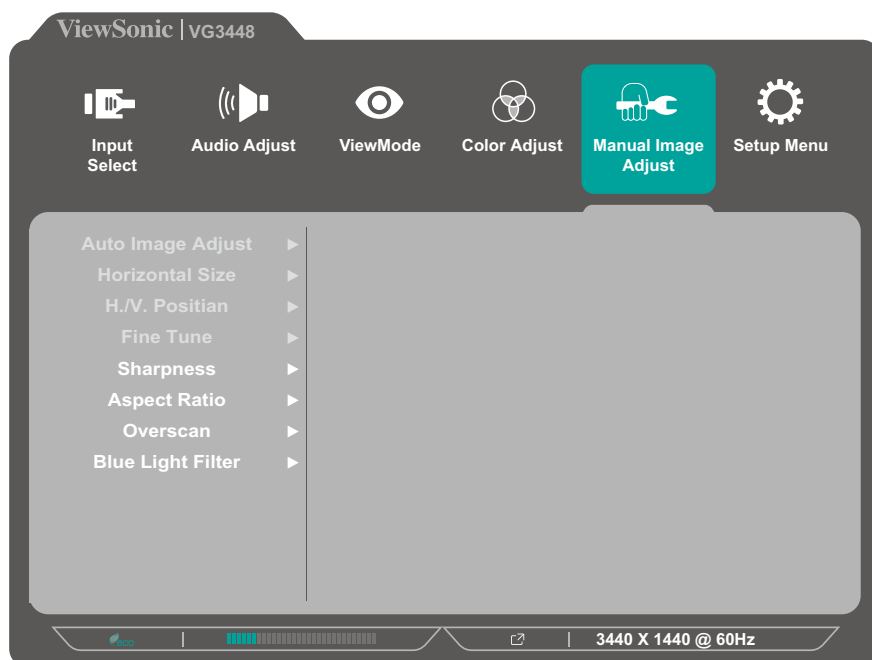 ViewSonic | VG3448
Input Select
Audio Adjust
ViewMode
Color Adjust
Manual Image Adjust
Setup Menu
Auto Image Adjust
Horizontal Size
H./V. Positian
Fine Tune
Sharpness
Aspect Ratio
Overscan
Blue Light Filter
eco
3440 X 1440 @ 60Hz